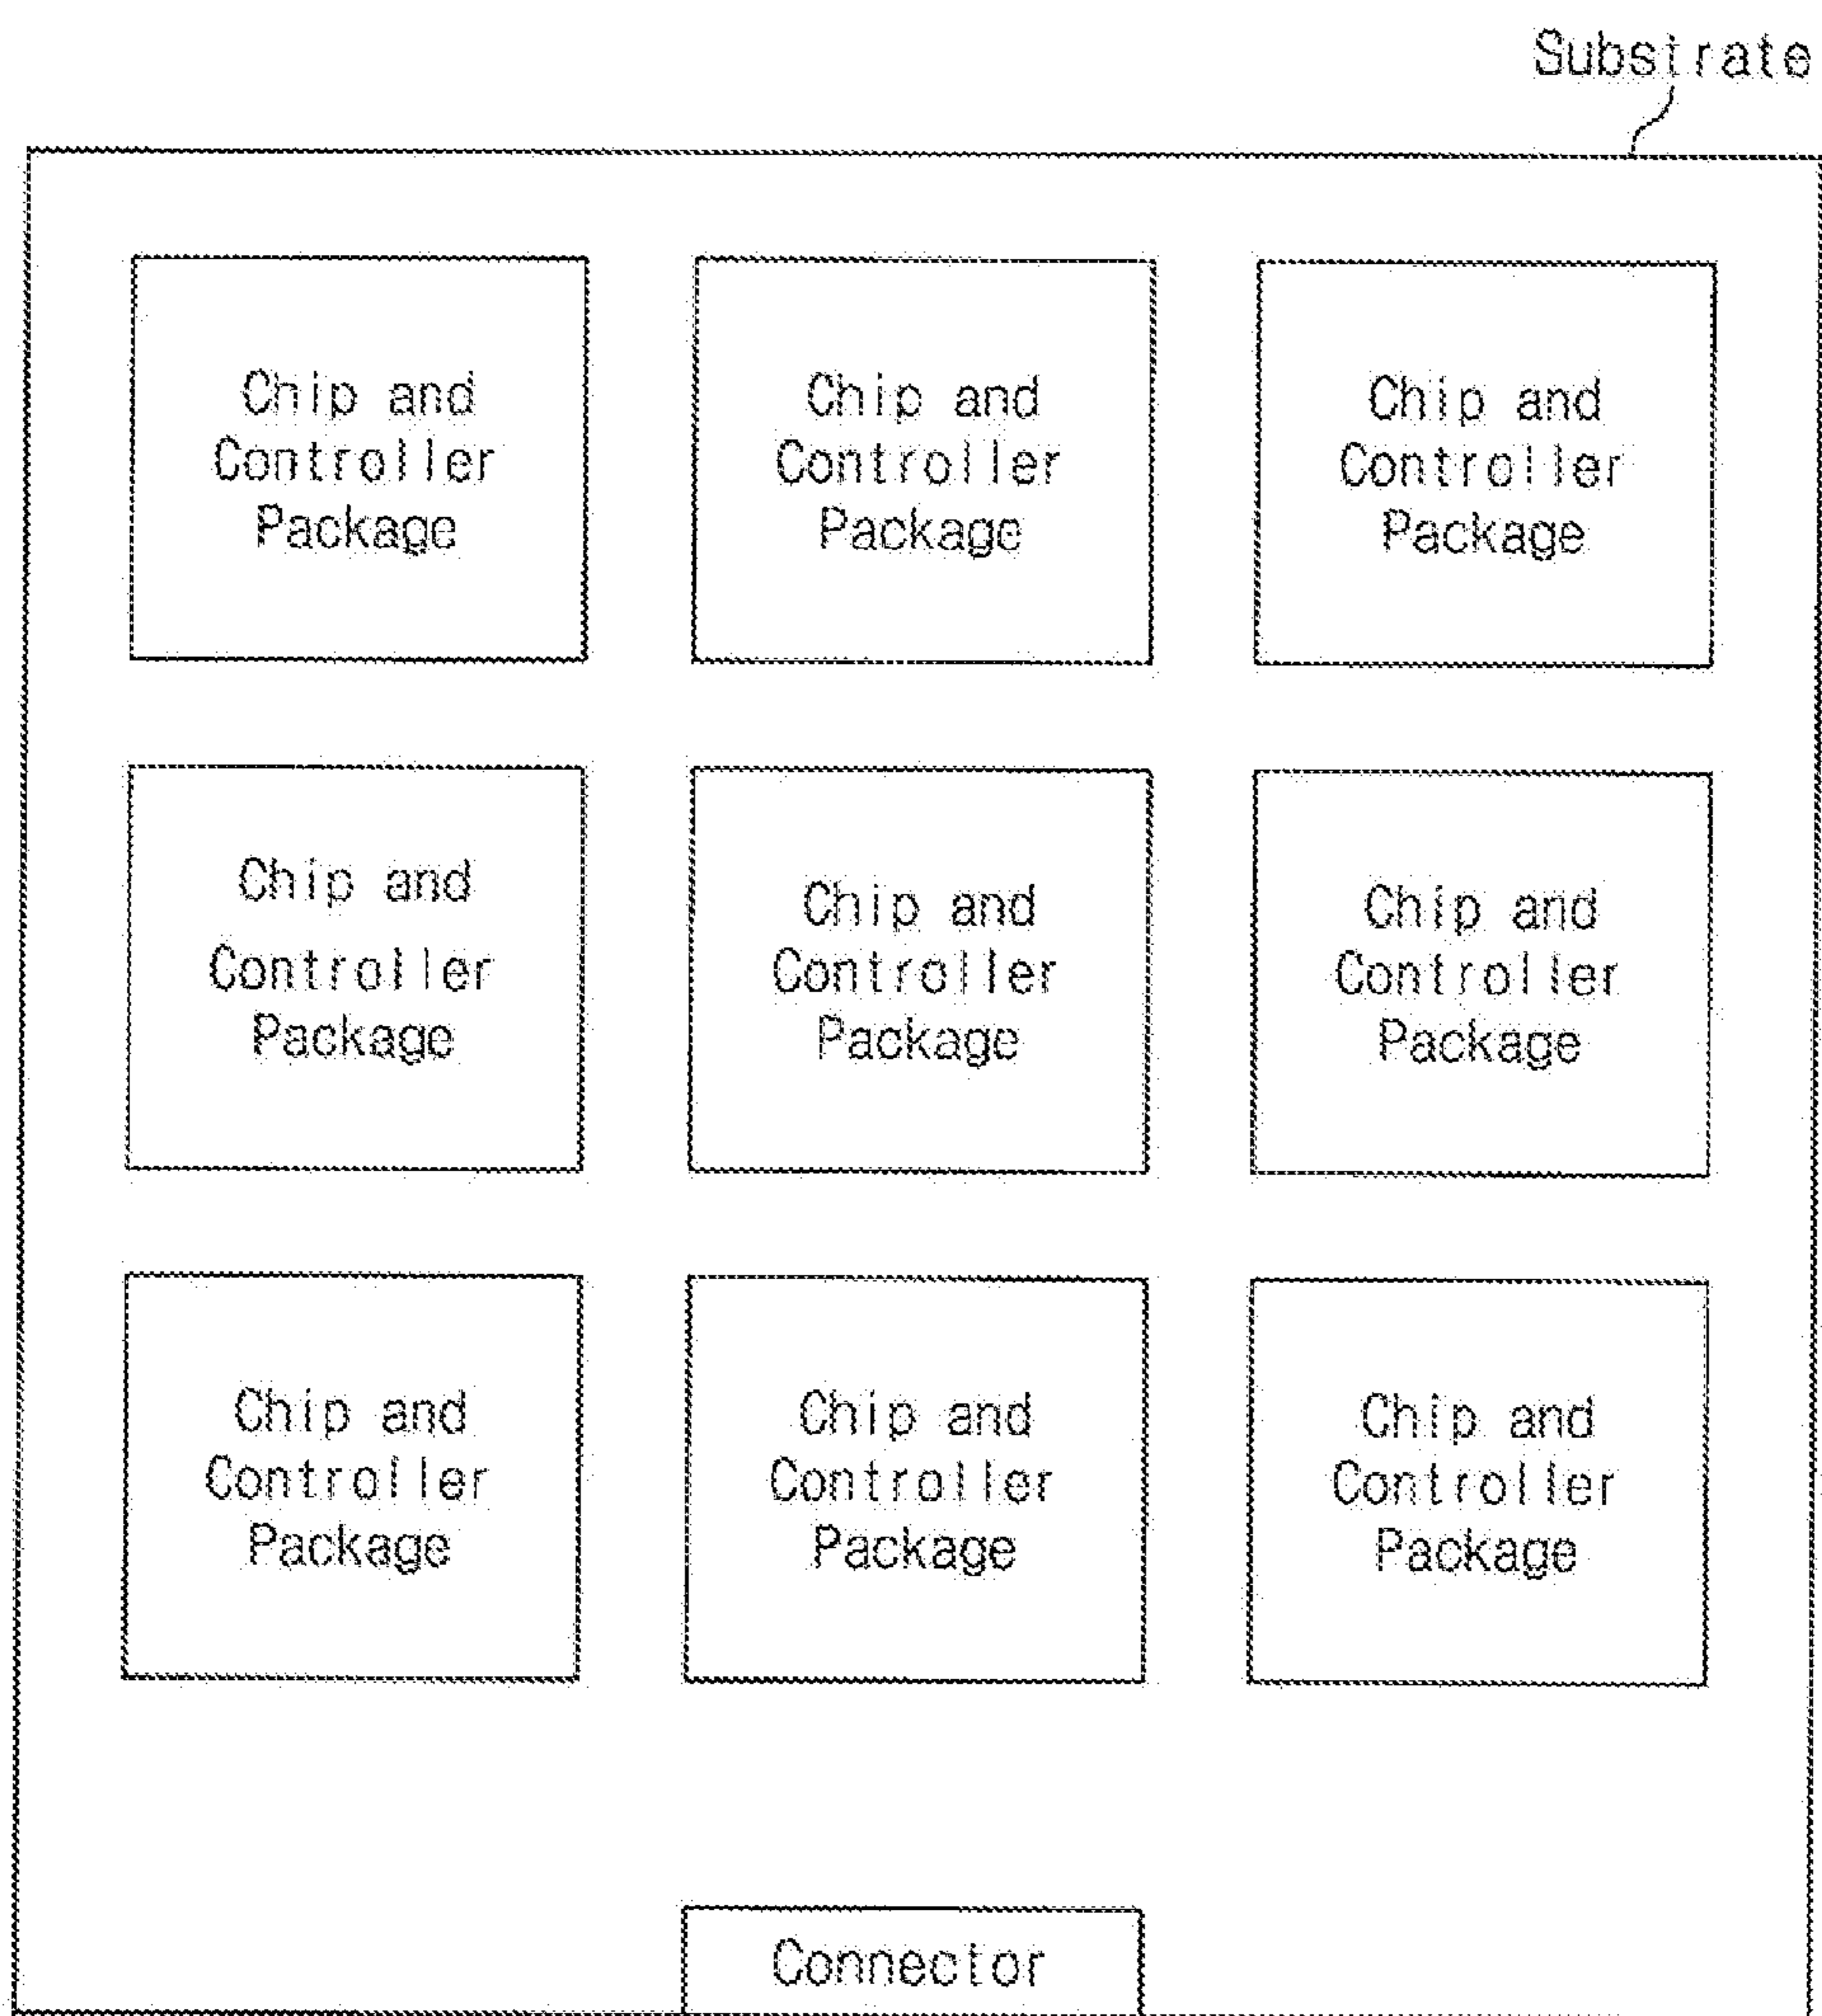 Substrate
Chip and
Controller
Package
Chip and
Controller
Package
Chip and
Controller
Package
Chip and
Controller
Package
Chip and
Controller
Package
Chip and
Controller
Package
Chip and
Controller
Package
Chip and
Controller
Package
Chip and
Controller
Package
Connector